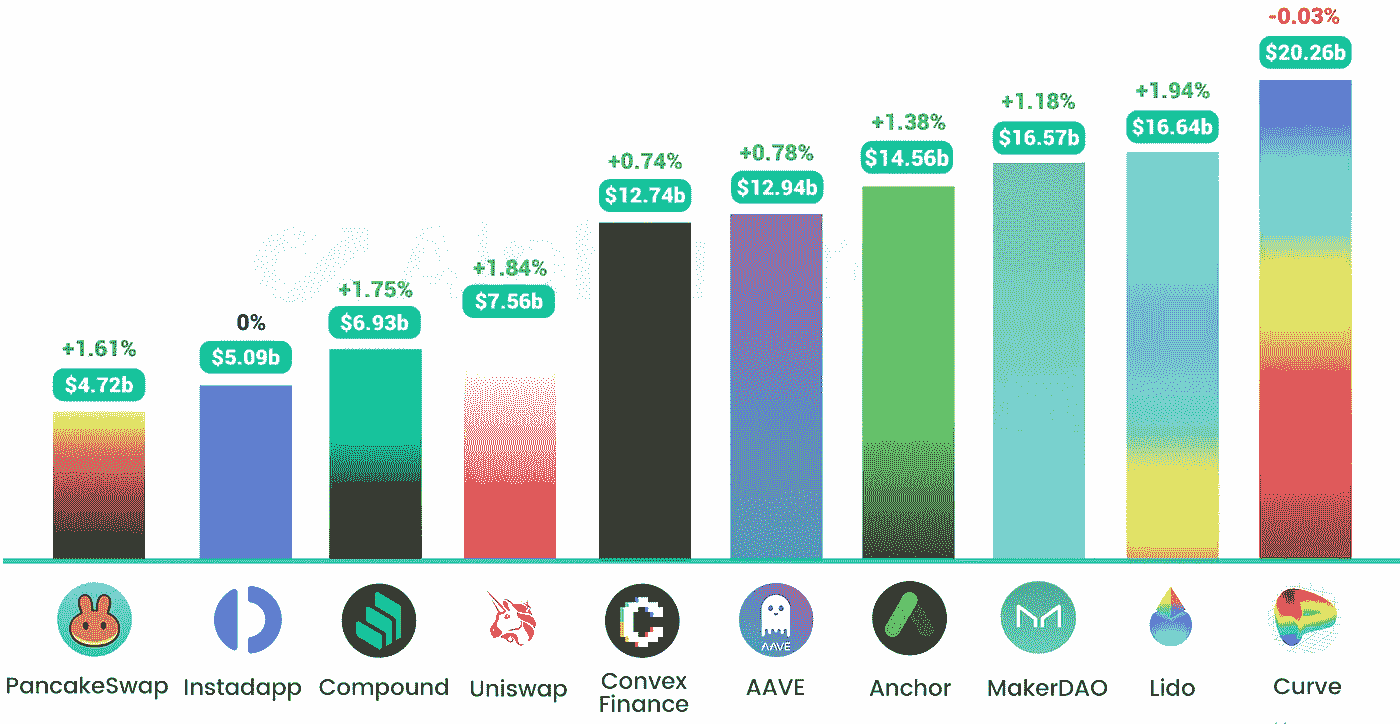 -0.03%
$20.26b
+1.94%
$16.64b
+1.18%
$16.57b
+1.38%
$14.56b
+0.78%
$12.94b
+0.74%
$12.74b
+1.84%
$7.56b
+1.75%
$6.93b
0%
$5.09b
+1.61%
$4.72b
AAVE
PancakeSwap
Instadapp
Compound
Uniswap
Convex
Finance
AAVE
Anchor
MakerDAO
Lido
Curve